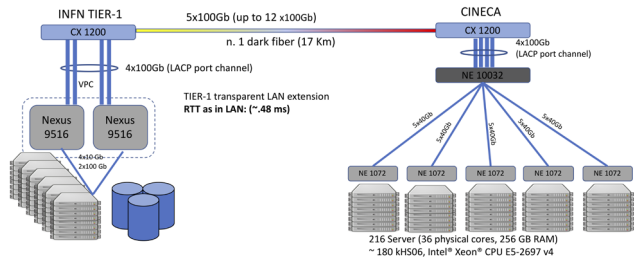 INFN TIER-1
5x100Gb (up to 12 x100Gb)
CINECA
CX 1200
CX 1200
n. 1 dark fiber (17 Km)
4x100Gb
(LACP port channel)
4x100Gb (LACP port channel)
NE 10032
VPC
TIER-1 transparent LAN extension
RTT as in LAN: (~.48 ms)
Nexus
9516
Nexus
9516
5x40Gb
5x40Gb
5x40Gb
5x40Gb
5x40Gb
4x10 Gb
2x100 Gb
NE 1072
NE 1072
NE 1072
NE 1072
NE 1072
216 Server (36 physical cores, 256 GB RAM)
~ 180 kHS06, Intel® Xeon® CPU E5-2697 v4